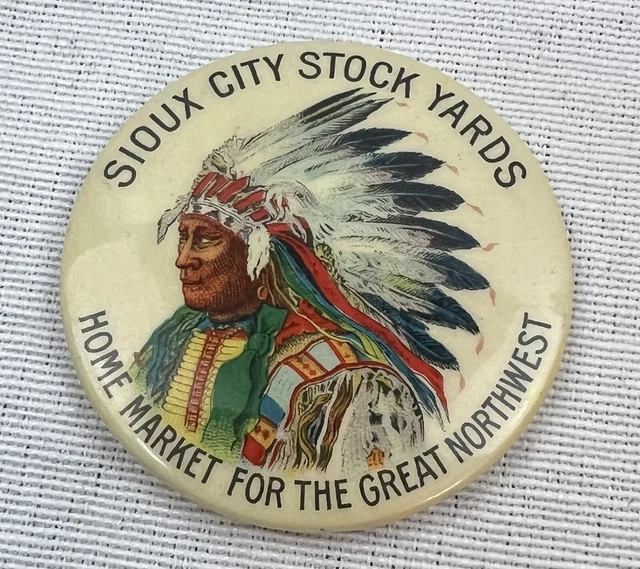 SIOUX CITY STOCK YARDS
HOME MARKET FOR THE GREAT NORTHWEST